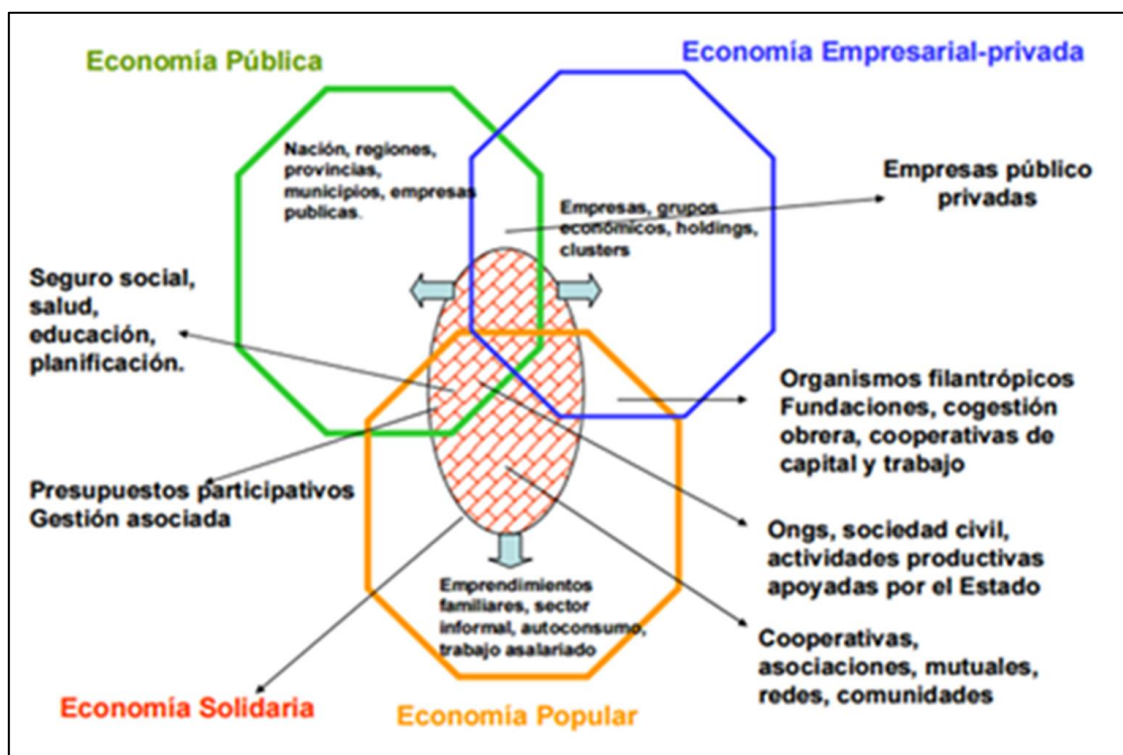 Economía Pública
Economía Empresarial-privada
Nación, regiones,
provincias,
municipios, empresas
publicas.
Empresas, grupos
económicos, holdings,
clusters
Empresas público
privadas
Seguro social,
salud,
educación,
planificación.
Organismos filantrópicos
Fundaciones, cogestión
obrera, cooperativas de
capital y trabajo
Presupuestos participativos
Gestión asociada
Ongs, sociedad civil,
actividades productivas
apoyadas por el Estado
Emprendimientos
familiares, sector
informal, autoconsumo,
trabajo asalariado
Cooperativas,
asociaciones, mutuales,
redes, comunidades
Economía Solidaria
Economía Popular